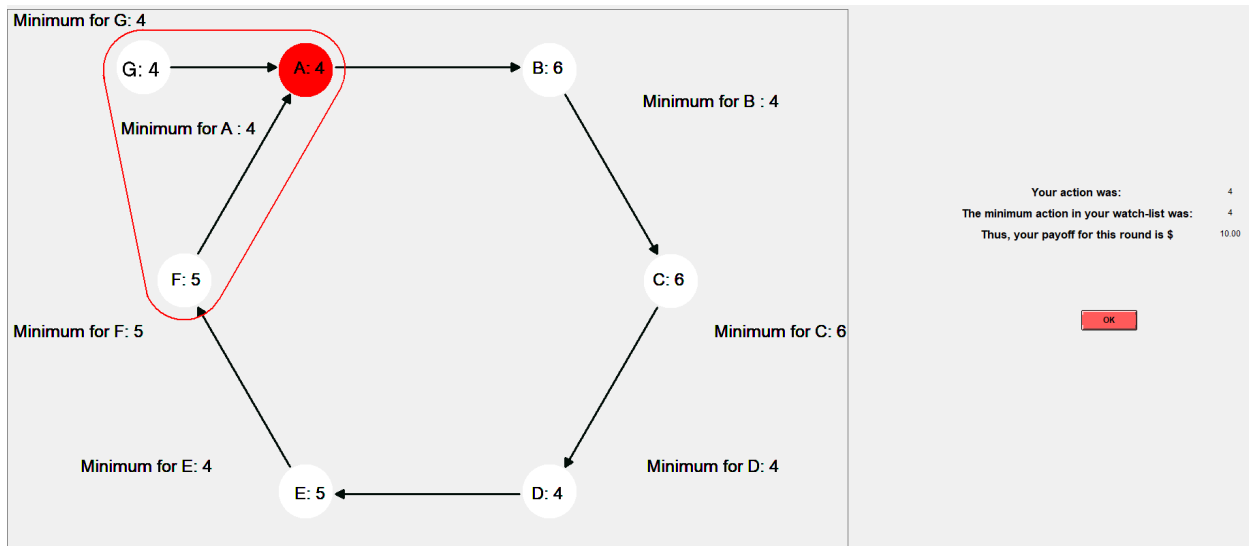 Minimum for G: 4
G: 4
A: 4
B: 6
Minimum for B : 4
Minimum for A : 4
Your action was: 4
The minimum action in your watch-list was: 4
Thus, your payoff for this round is $ 10.00
F: 5
C: 6
OK
Minimum for F: 5
Minimum for C: 6
Minimum for E: 4
Minimum for D: 4
E: 5
D: 4